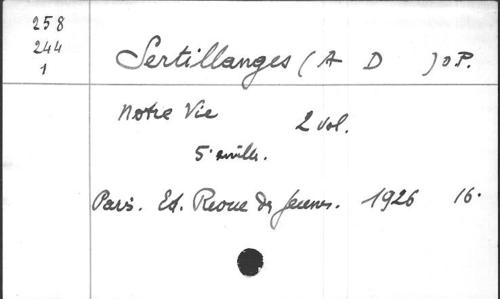 258
244
1
Sertillanges (A D ) O.P.
Notre Vie 2 vol.
5e mille.
Paris. Ed. Revue des Jeunes. 1926 16.